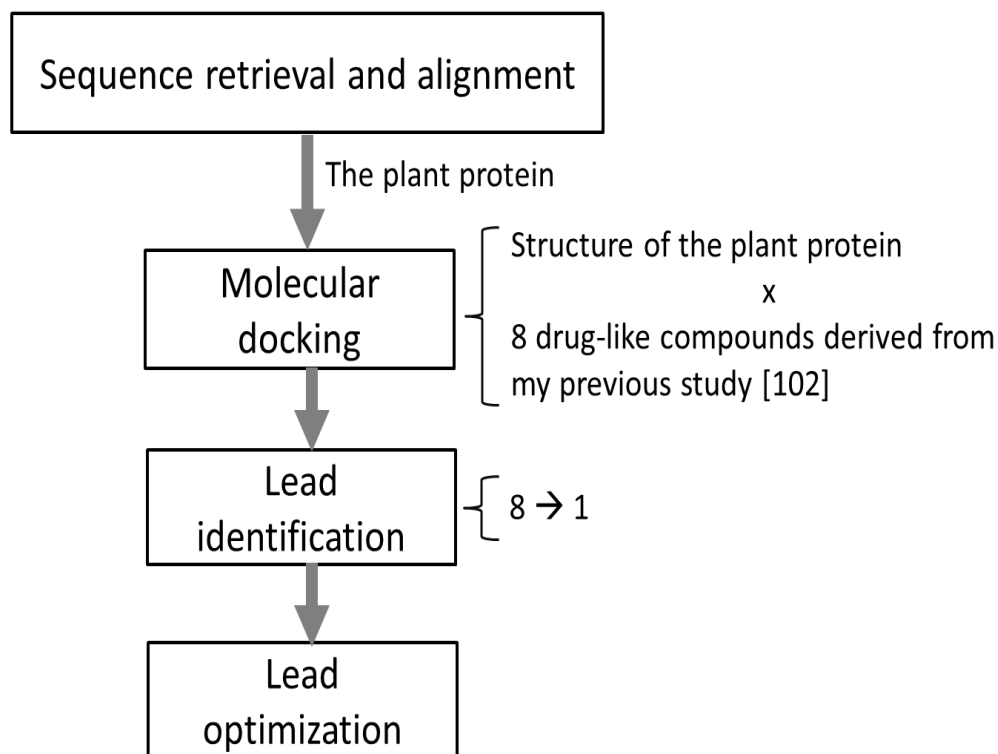 Sequence retrieval and alignment
The plant protein
Molecular
docking
Structure of the plant protein
x
8 drug-like compounds derived from
my previous study [102]
Lead
identification
8 → 1
Lead
optimization